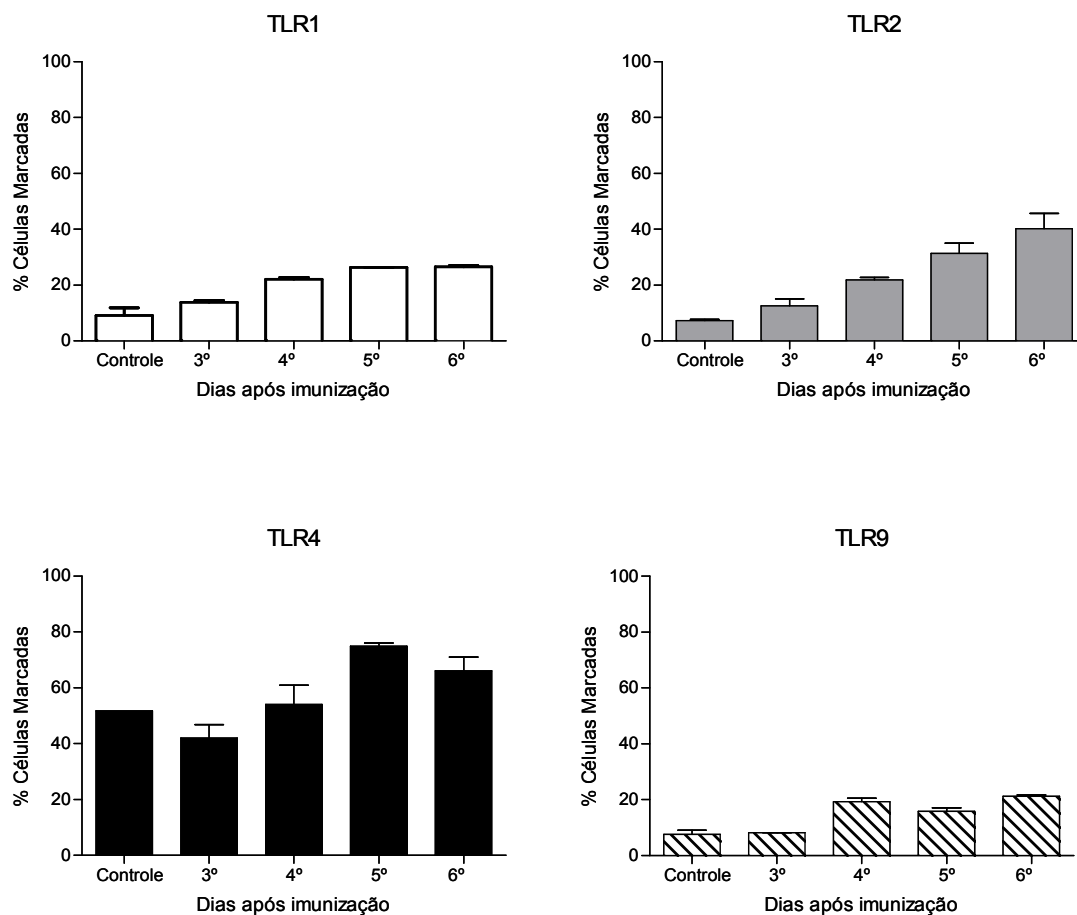 TLR1
100
80
60
40
20
0
% Células Marcadas
Controle 3º 4º 5º 6º
Dias após imunização
TLR2
100
80
60
40
20
0
% Células Marcadas
Controle 3º 4º 5º 6º
Dias após imunização
TLR4
100
80
60
40
20
0
% Células Marcadas
Controle 3º 4º 5º 6º
Dias após imunização
TLR9
100
80
60
40
20
0
% Células Marcadas
Controle 3º 4º 5º 6º
Dias após imunização